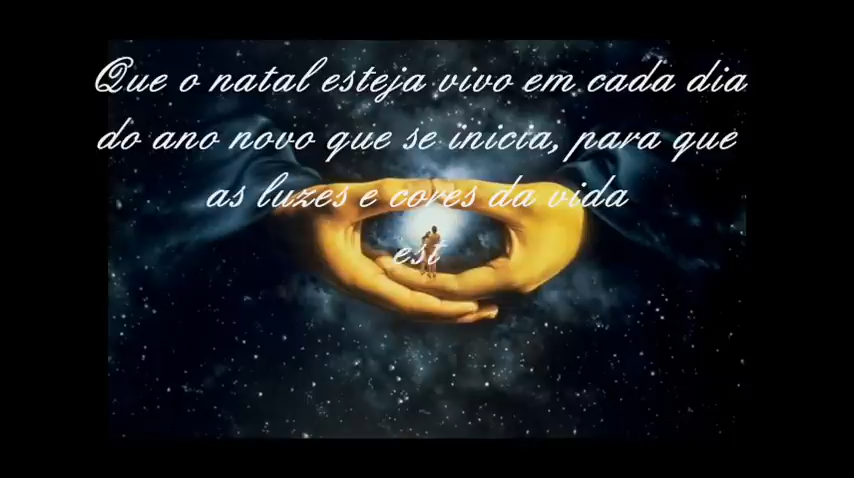 Que o natal esteja vivo em cada dia
do ano novo que se inicia, para que
as luzes e cores da vida
est